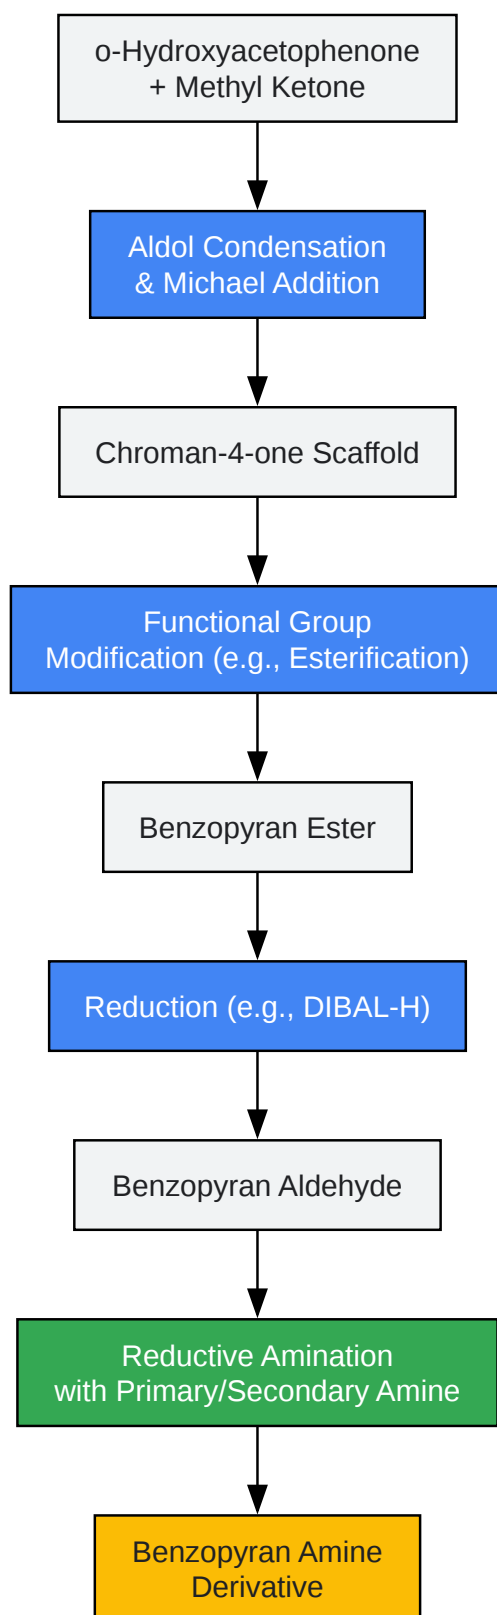 o-Hydroxyacetophenone
+ Methyl Ketone
Aldol Condensation
& Michael Addition
Chroman-4-one Scaffold
Functional Group
Modification (e.g., Esterification)
Benzopyran Ester
Reduction (e.g., DIBAL-H)
Benzopyran Aldehyde
Reductive Amination
with Primary/Secondary Amine
Benzopyran Amine
Derivative